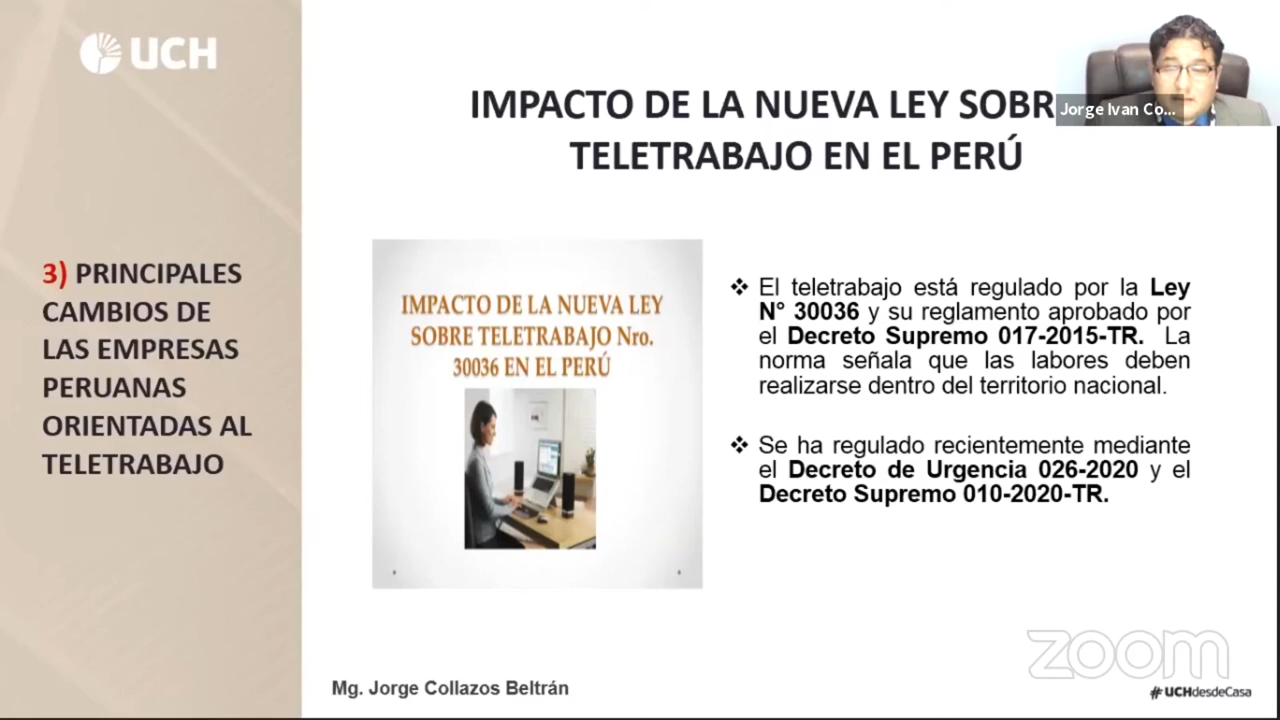 UCH
IMPACTO DE LA NUEVA LEY SOBR
TELETRABAJO EN EL PERÚ
Jorge Ivan Co...
3) PRINCIPALES
CAMBIOS DE
LAS EMPRESAS
PERUANAS
ORIENTADAS AL
TELETRABAJO
IMPACTO DE LA NUEVA LEY
SOBRE TELETRABAJO Nro.
30036 EN EL PERÚ
❖ El teletrabajo está regulado por la Ley
N° 30036 y su reglamento aprobado por
el Decreto Supremo 017-2015-TR. La
norma señala que las labores deben
realizarse dentro del territorio nacional.
❖ Se ha regulado recientemente mediante
el Decreto de Urgencia 026-2020 y el
Decreto Supremo 010-2020-TR.
Mg. Jorge Collazos Beltrán
zoom
#UCHdesdeCasa